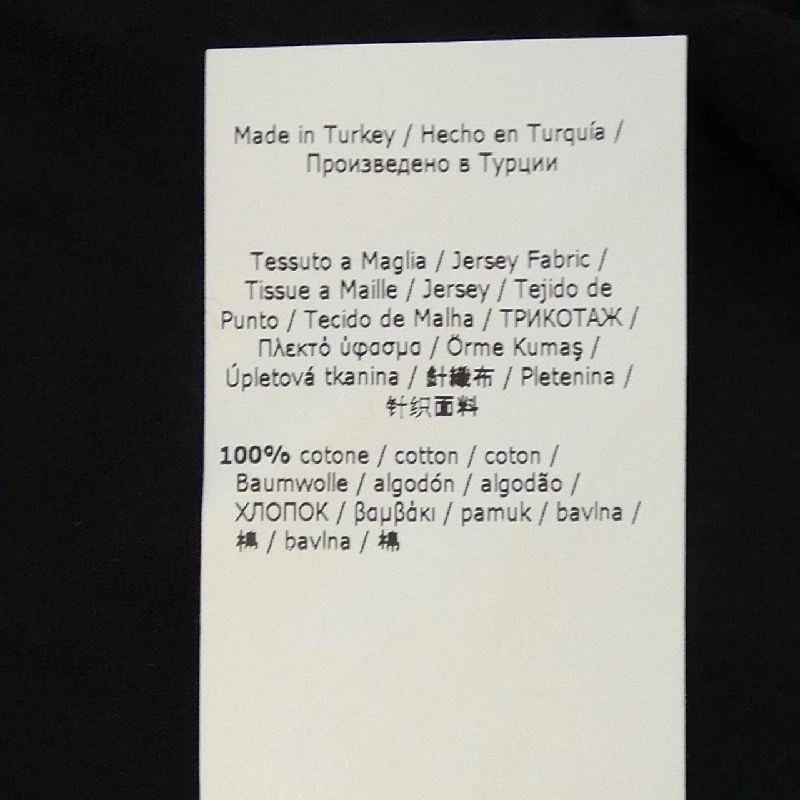 Made in Turkey / Hecho en Turquía /
Произведено в Турции
Tessuto a Maglia / Jersey Fabric /
Tissue a Maille / Jersey / Tejido de
Punto / Tecido de Malha / ТРИКОТАЖ /
Πλεκτό ύφασμα / Örme Kumaş /
Úpletová tkanina / 針織布 / Pletenina /
针织面料
100% cotone / cotton / coton /
Baumwolle / algodón / algodão /
ХЛОПОК / βαμβάκι / pamuk / bavlna /
棉 / bavlna / 棉